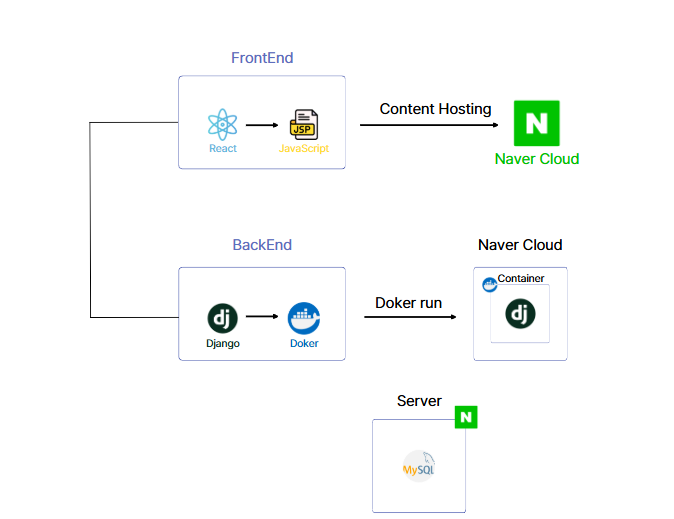 FrontEnd
JSP
React
JavaScript
Content Hosting
N
Naver Cloud
BackEnd
dj
Django
Doker
Doker run
Naver Cloud
Container
dj
Server
N
MySQL